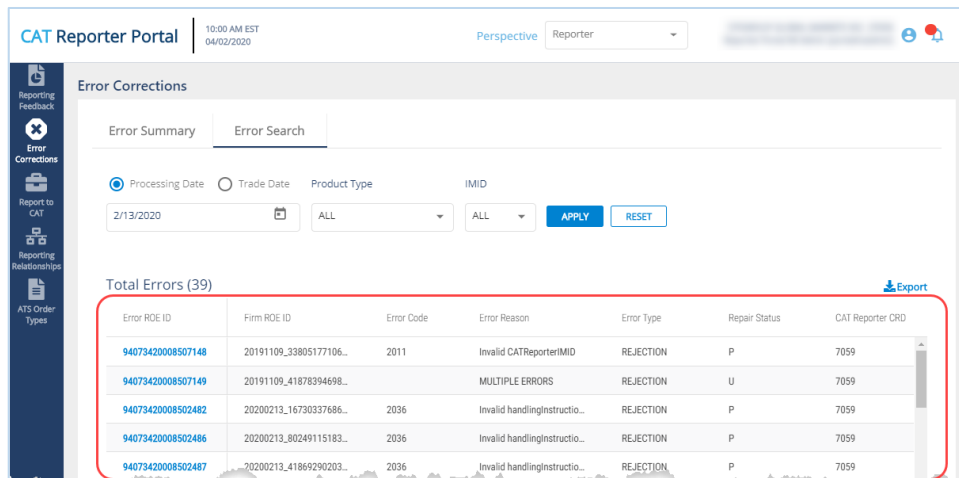 CAT Reporter Portal
10:00 AM EST
04/02/2020
Perspective
Reporter
Reporting
Feedback
Error
Corrections
Report to
CAT
Reporting
Relationships
ATS Order
Types
Error Corrections
Error Summary Error Search
Processing Date Trade Date Product Type IMID
2/13/2020 ALL ALL APPLY RESET
Total Errors (39) Export
Error ROE ID Firm ROE ID Error Code Error Reason Error Type Repair Status CAT Reporter CRD
94073420008507148 20191109_33805177106... 2011 Invalid CATReporterIMID REJECTION P 7059
94073420008507149 20191109_41878394698... MULTIPLE ERRORS REJECTION U 7059
94073420008502482 20200213_16730337686... 2036 Invalid handlingInstructio... REJECTION P 7059
94073420008502486 20200213_80249115183... 2036 Invalid handlingInstructio... REJECTION P 7059
94073420008502487 20200213_41869290203... 2036 Invalid handlingInstructio... REJECTION P 7059